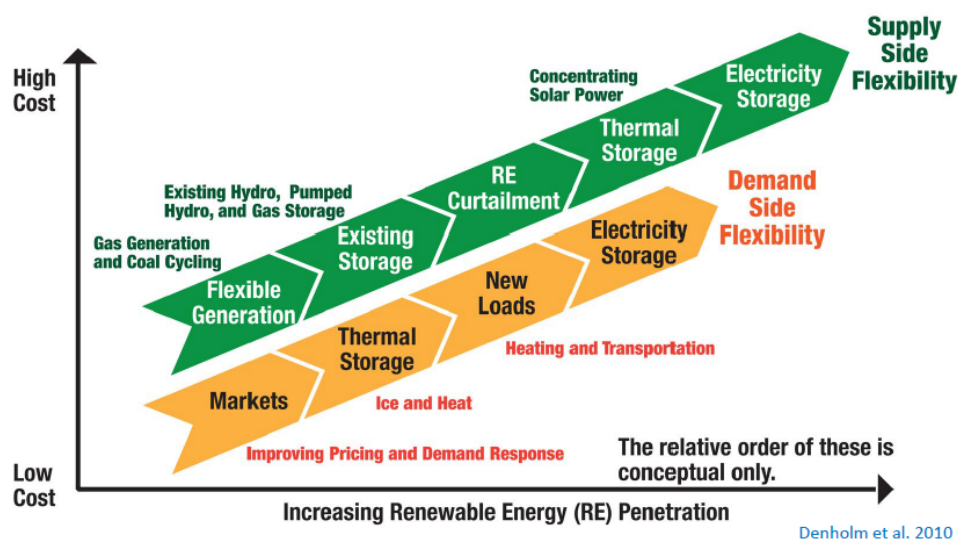 High
Cost
Supply
Side
Flexibility
Electricity
Storage
Concentrating
Solar Power
Thermal
Storage
RE
Curtailment
Existing Hydro, Pumped
Hydro, and Gas Storage
Existing
Storage
Gas Generation
and Coal Cycling
Flexible
Generation
Demand
Side
Flexibility
Electricity
Storage
New
Loads
Heating and Transportation
Thermal
Storage
Ice and Heat
Markets
Improving Pricing and Demand Response
The relative order of these is
conceptual only.
Low
Cost
Increasing Renewable Energy (RE) Penetration
Denholm et al. 2010